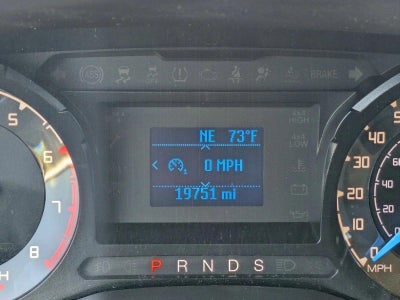 ABS BRAKE
4x4 HIGH
NE 73°F
4x4 LOW
0 MPH
19751 mi
P R N D S
5
6
7
8
50
40
30
20
10
0
MPH